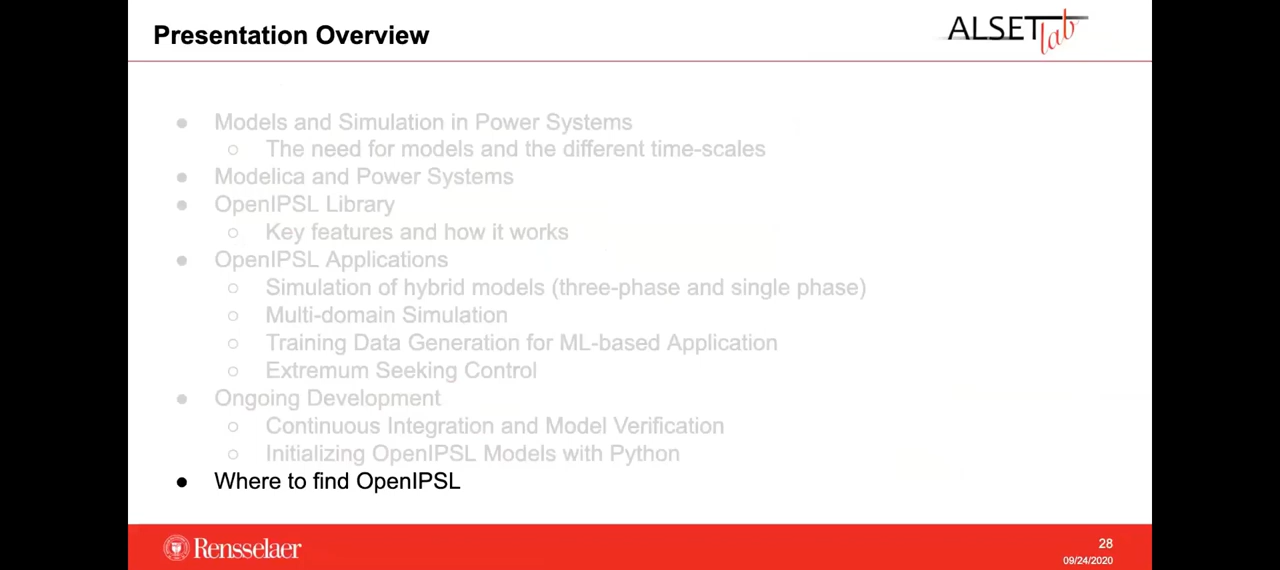 Presentation Overview
ALSETlab
● Models and Simulation in Power Systems
○ The need for models and the different time-scales
● Modelica and Power Systems
● OpenIPSL Library
○ Key features and how it works
● OpenIPSL Applications
○ Simulation of hybrid models (three-phase and single phase)
○ Multi-domain Simulation
○ Training Data Generation for ML-based Application
○ Extremum Seeking Control
● Ongoing Development
○ Continuous Integration and Model Verification
○ Initializing OpenIPSL Models with Python
● Where to find OpenIPSL
Rensselaer
28
09/24/2020